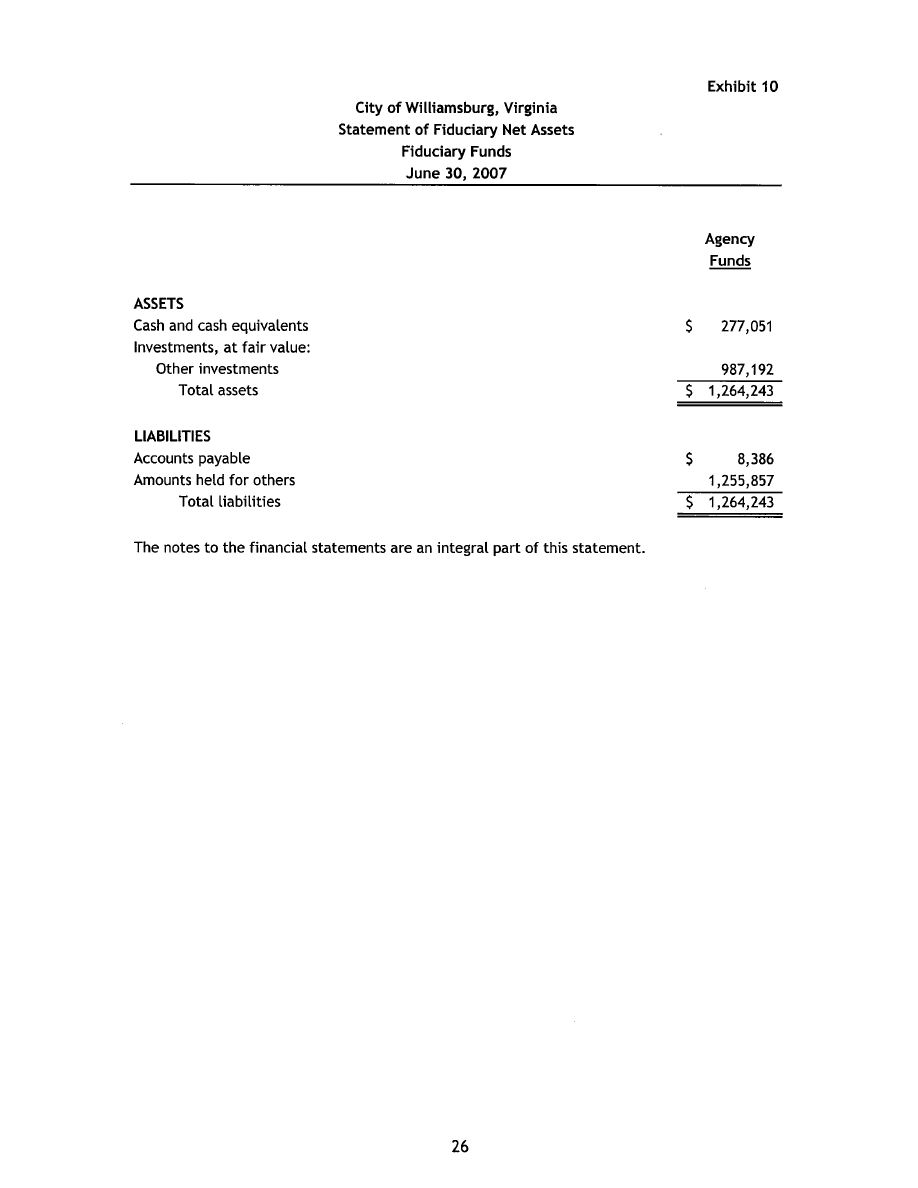 Exhibit 10
City of Williamsburg, Virginia
Statement of Fiduciary Net Assets
Fiduciary Funds
June 30, 2007
Agency
Funds
ASSETS
Cash and cash equivalents $ 277,051
Investments, at fair value:
Other investments 987,192
Total assets $ 1,264,243
LIABILITIES
Accounts payable $ 8,386
Amounts held for others 1,255,857
Total liabilities $ 1,264,243
The notes to the financial statements are an integral part of this statement.
26